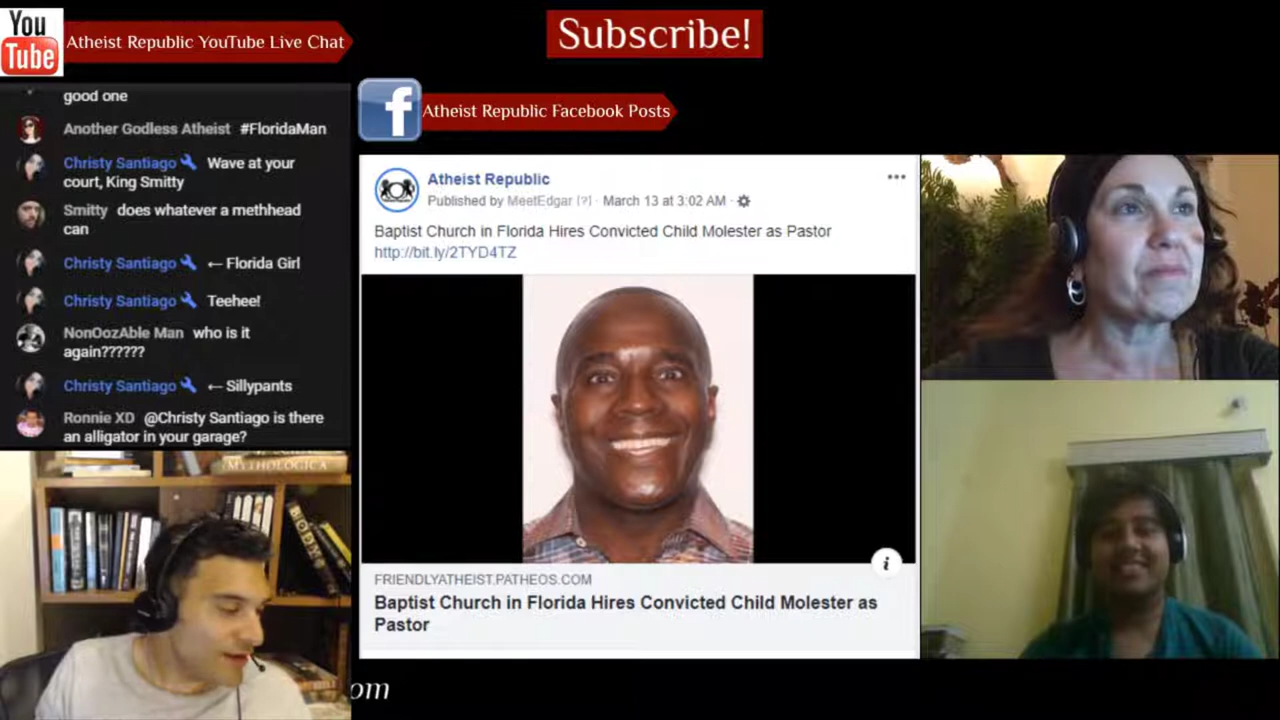 You
Tube
Atheist Republic YouTube Live Chat
Subscribe!
Atheist Republic Facebook Posts
good one
Another Godless Atheist #FloridaMan
Christy Santiago Wave at your
court, King Smitty
Smitty does whatever a methhead
can
Christy Santiago ← Florida Girl
Christy Santiago Teehee!
NonOozAble Man who is it
again??????
Christy Santiago ← Sillypants
Ronnie XD @Christy Santiago is there
an alligator in your garage?
Atheist Republic
Published by MeetEdgar [?] · March 13 at 3:02 AM ·
Baptist Church in Florida Hires Convicted Child Molester as Pastor
http://bit.ly/2TYD4TZ
FRIENDLYATHEIST.PATHEOS.COM
Baptist Church in Florida Hires Convicted Child Molester as
Pastor
MYTHOLOGICA
om